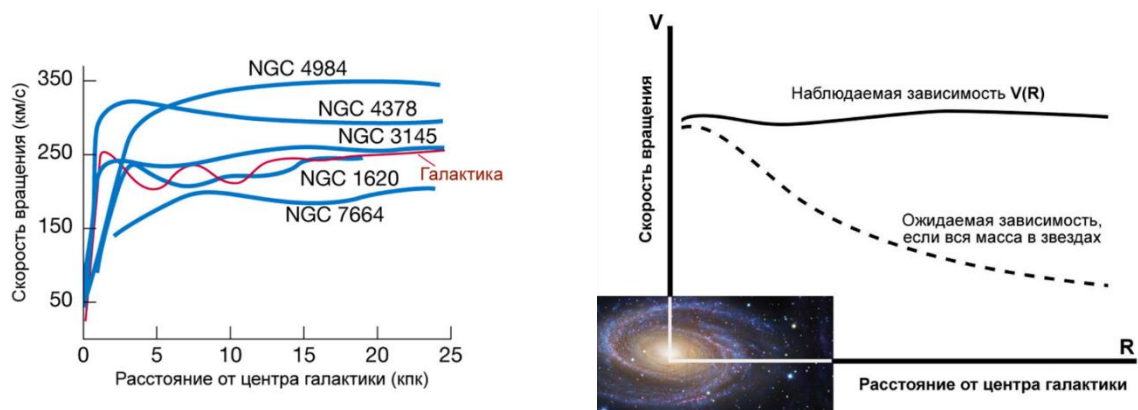 Скорость вращения (км/с)
350
250
150
50
NGC 4984
NGC 4378
NGC 3145
Галактика
NGC 1620
NGC 7664
0 5 10 15 20 25
Расстояние от центра галактики (кпк)
V
Скорость вращения
Наблюдаемая зависимость V(R)
Ожидаемая зависимость,
если вся масса в звездах
R
Расстояние от центра галактики